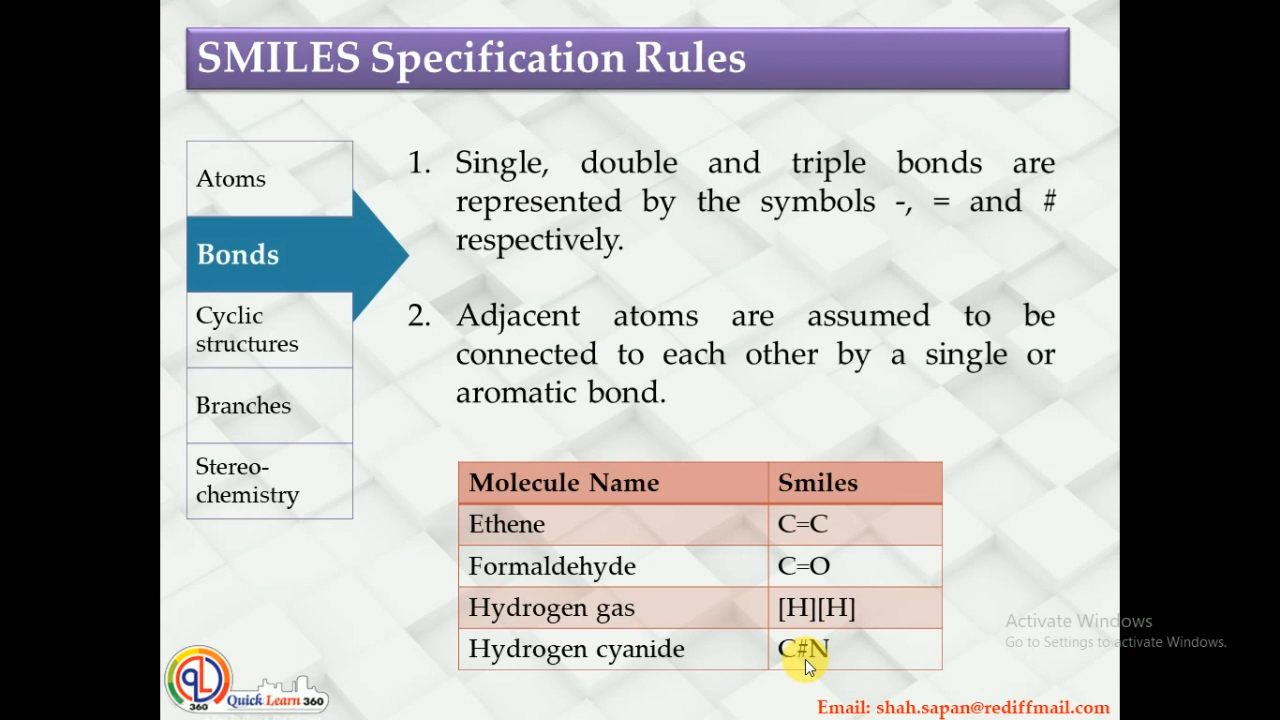 SMILES Specification Rules
Atoms
Bonds
Cyclic
structures
Branches
Stereo-
chemistry
1. Single, double and triple bonds are
represented by the symbols -, = and #
respectively.
2. Adjacent atoms are assumed to be
connected to each other by a single or
aromatic bond.
Molecule Name Smiles
Ethene C=C
Formaldehyde C=O
Hydrogen gas [H][H]
Hydrogen cyanide C#N
Activate Windows
Go to Settings to activate Windows.
QL
360
Quick Learn 360
Email: shah.sapan@rediffmail.com